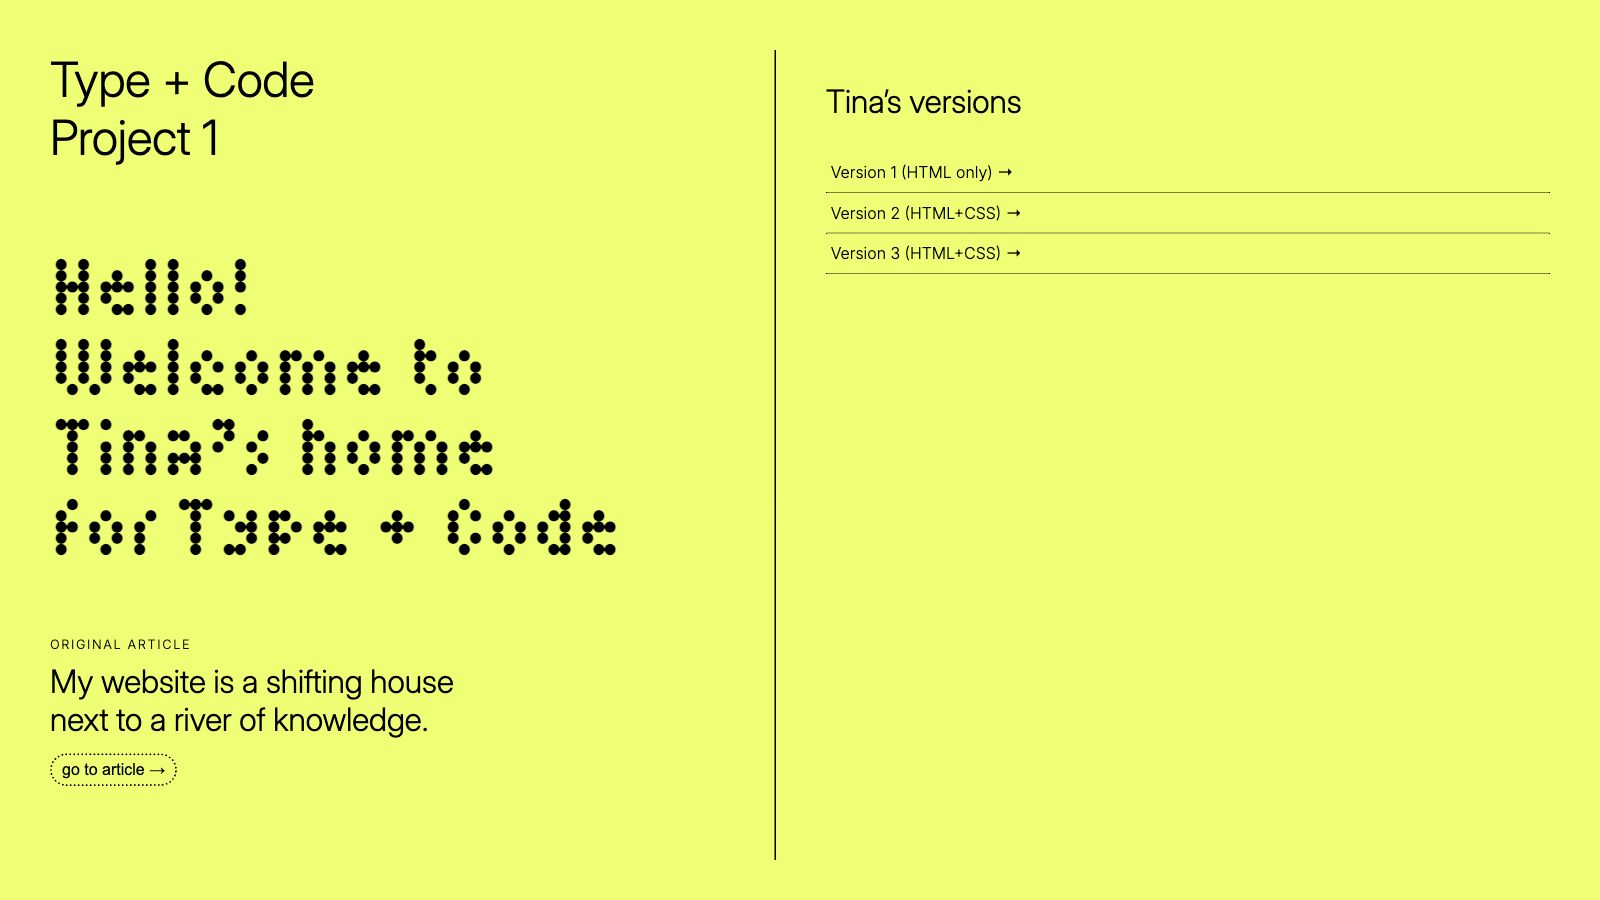 Type + Code
Project 1
Hello!
Welcome to
Tina’s home
for Type + Code
ORIGINAL ARTICLE
My website is a shifting house
next to a river of knowledge.
go to article →
Tina’s versions
Version 1 (HTML only) →
Version 2 (HTML+CSS) →
Version 3 (HTML+CSS) →